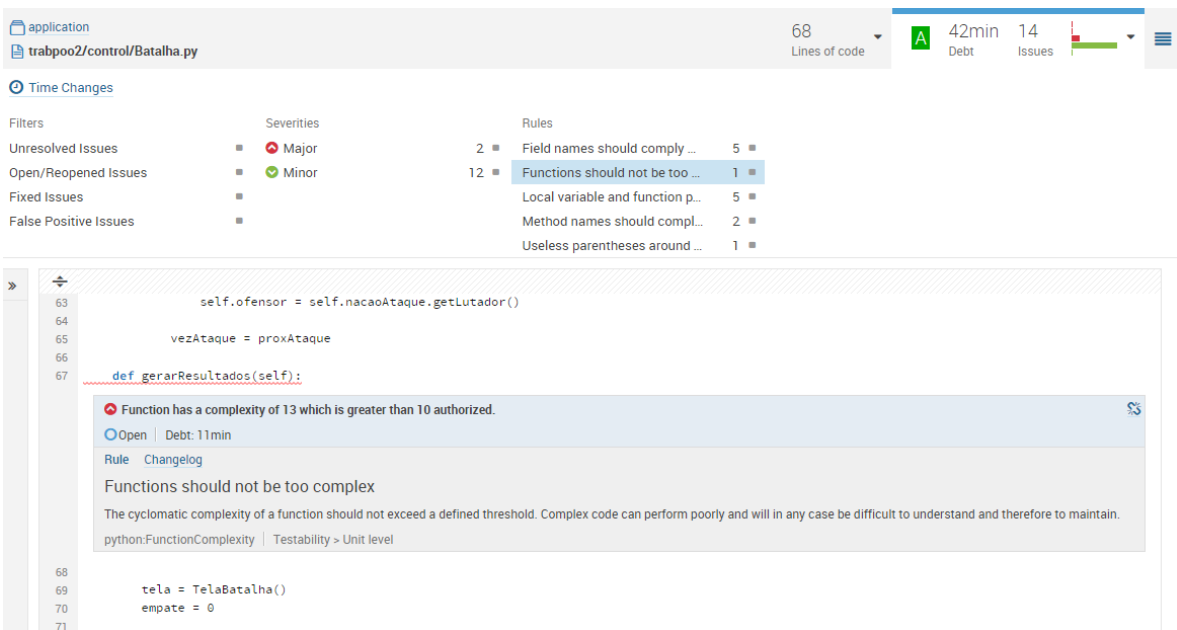 application
trabpoo2/control/Batalha.py
68
Lines of code
A
42min
Debt
14
Issues
Time Changes
Filters
Severities
Rules
Unresolved Issues
Major 2
Field names should comply ... 5
Open/Reopened Issues
Minor 12
Functions should not be too ... 1
Fixed Issues
Local variable and function p... 5
False Positive Issues
Method names should compl... 2
Useless parentheses around ... 1
»
63 self.ofensor = self.nacaoAtaque.getLutador()
64
65 vezAtaque = proxAtaque
66
67 def gerarResultados(self):
Function has a complexity of 13 which is greater than 10 authorized.
Open Debt: 11min
Rule Changelog
Functions should not be too complex
The cyclomatic complexity of a function should not exceed a defined threshold. Complex code can perform poorly and will in any case be difficult to understand and therefore to maintain.
python:FunctionComplexity Testability > Unit level
68
69 tela = TelaBatalha()
70 empate = 0
71